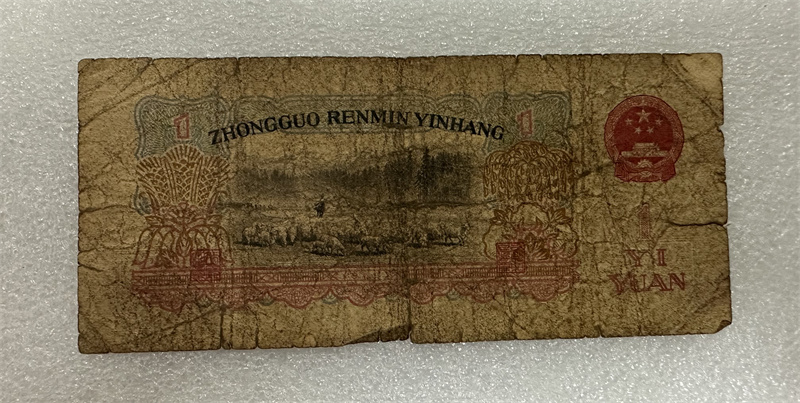 ZHONGGUO RENMIN YINHANG
1 1
1
YI
YUAN